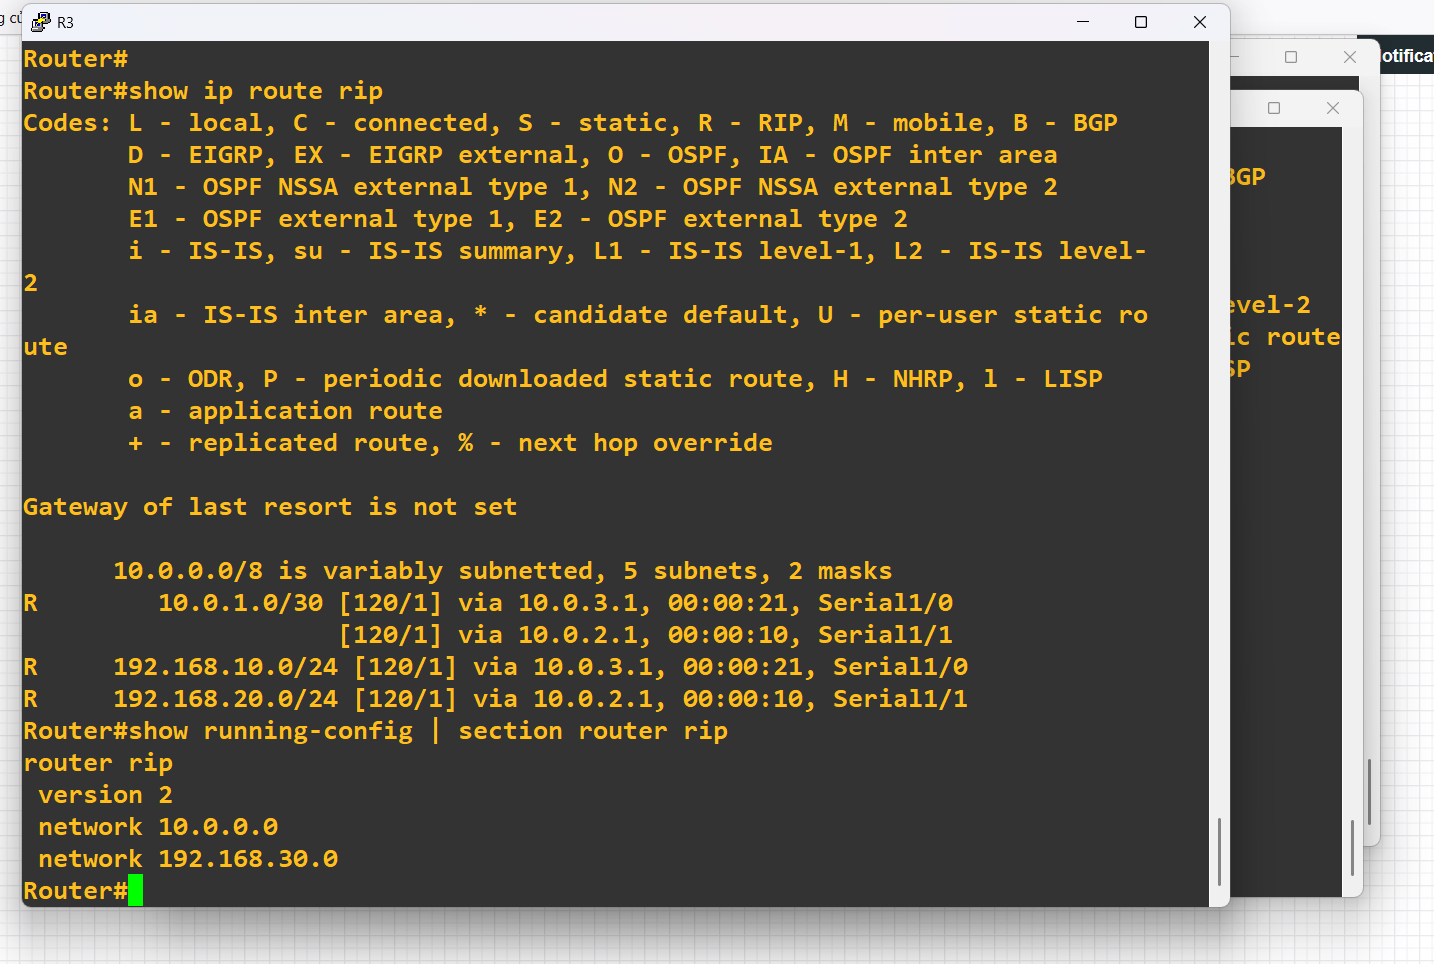 R3
Router#
Router#show ip route rip
Codes: L - local, C - connected, S - static, R - RIP, M - mobile, B - BGP
       D - EIGRP, EX - EIGRP external, O - OSPF, IA - OSPF inter area
       N1 - OSPF NSSA external type 1, N2 - OSPF NSSA external type 2
       E1 - OSPF external type 1, E2 - OSPF external type 2
       i - IS-IS, su - IS-IS summary, L1 - IS-IS level-1, L2 - IS-IS level-
2
       ia - IS-IS inter area, * - candidate default, U - per-user static ro
ute
       o - ODR, P - periodic downloaded static route, H - NHRP, l - LISP
       a - application route
       + - replicated route, % - next hop override
Gateway of last resort is not set
      10.0.0.0/8 is variably subnetted, 5 subnets, 2 masks
R        10.0.1.0/30 [120/1] via 10.0.3.1, 00:00:21, Serial1/0
                     [120/1] via 10.0.2.1, 00:00:10, Serial1/1
R     192.168.10.0/24 [120/1] via 10.0.3.1, 00:00:21, Serial1/0
R     192.168.20.0/24 [120/1] via 10.0.2.1, 00:00:10, Serial1/1
Router#show running-config | section router rip
router rip
 version 2
 network 10.0.0.0
 network 192.168.30.0
Router#
BGP
evel-2
ic route
SP
otifica